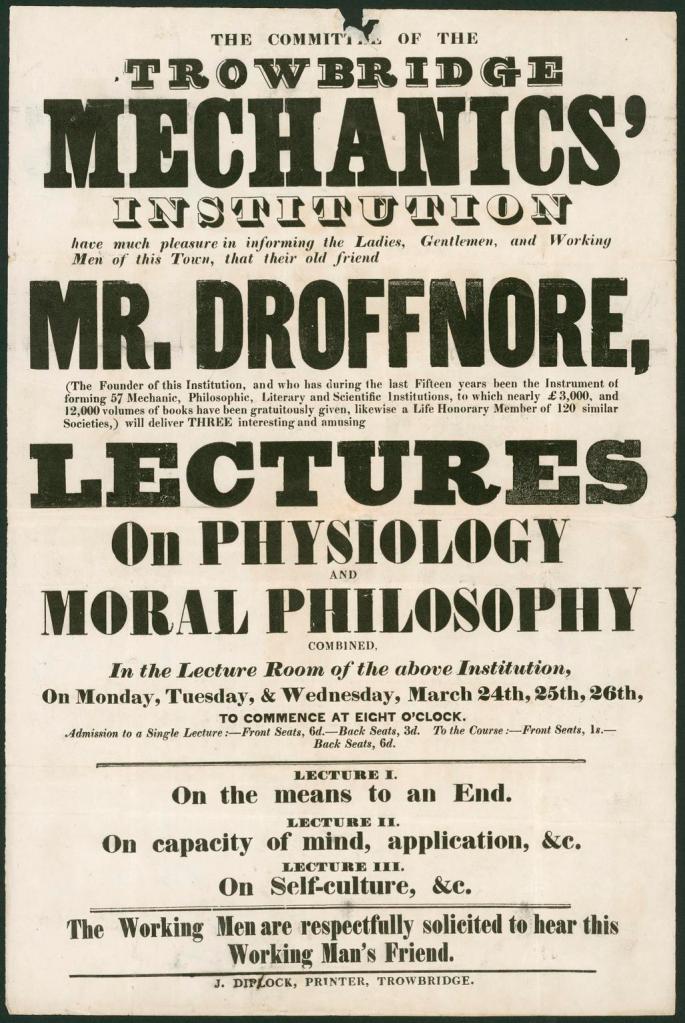 THE COMMITTEE OF THE
TROWBRIDGE
MECHANICS'
INSTITUTION
have much pleasure in informing the Ladies, Gentlemen, and Working
Men of this Town, that their old friend
MR. DROFFNORE,
(The Founder of this Institution, and who has during the last Fifteen years been the Instrument of
forming 57 Mechanic, Philosophic, Literary and Scientific Institutions, to which nearly £3,000, and
12,000 volumes of books have been gratuitously given, likewise a Life Honorary Member of 120 similar
Societies,) will deliver THREE interesting and amusing
LECTURES
On PHYSIOLOGY
AND
MORAL PHILOSOPHY
COMBINED,
In the Lecture Room of the above Institution,
On Monday, Tuesday, & Wednesday, March 24th, 25th, 26th,
TO COMMENCE AT EIGHT O'CLOCK.
Admission to a Single Lecture:—Front Seats, 6d.—Back Seats, 3d. To the Course:—Front Seats, 1s.—
Back Seats, 6d.
LECTURE I.
On the means to an End.
LECTURE II.
On capacity of mind, application, &c.
LECTURE III.
On Self-culture, &c.
The Working Men are respectfully solicited to hear this
Working Man's Friend.
J. DIPLOCK, PRINTER, TROWBRIDGE.